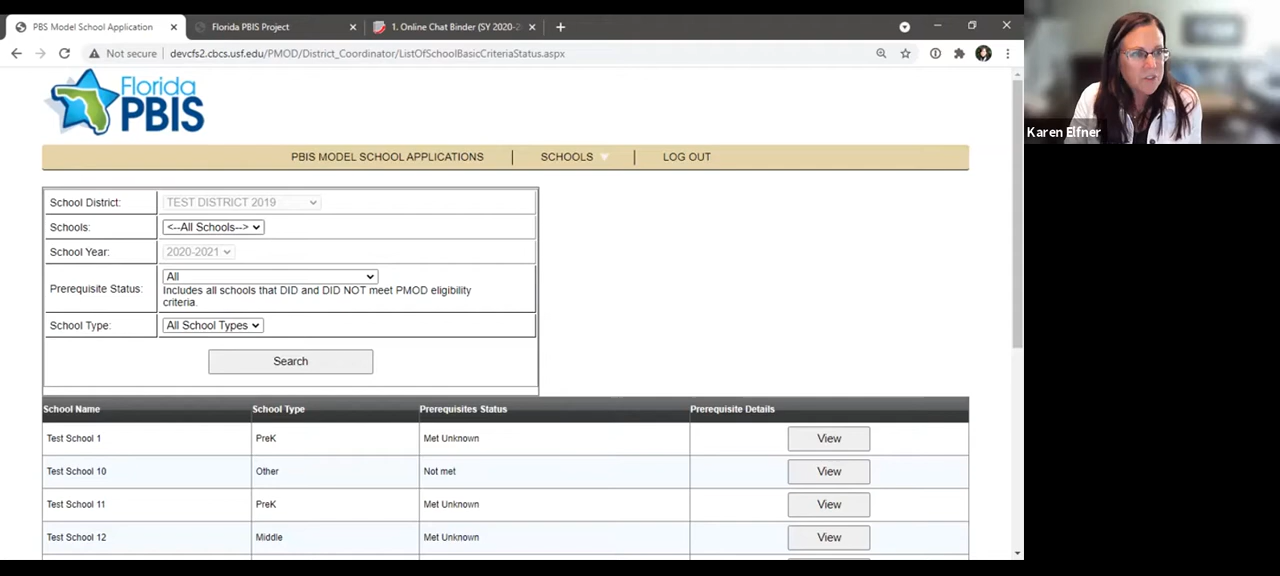 PBS Model School Application
Florida PBIS Project
1. Online Chat Binder (SY 2020-2
Not secure
devcfs2.cbcs.usf.edu/PMOD/District_Coordinator/ListOfSchoolBasicCriteriaStatus.aspx
Karen Elfner
Florida
PBIS
PBIS MODEL SCHOOL APPLICATIONS
SCHOOLS
LOG OUT
School District:
TEST DISTRICT 2019
Schools:
<--All Schools-->
School Year:
2020-2021
Prerequisite Status:
All
Includes all schools that DID and DID NOT meet PMOD eligibility
criteria.
School Type:
All School Types
Search
School Name
School Type
Prerequisites Status
Prerequisite Details
Test School 1
PreK
Met Unknown
View
Test School 10
Other
Not met
View
Test School 11
PreK
Met Unknown
View
Test School 12
Middle
Met Unknown
View